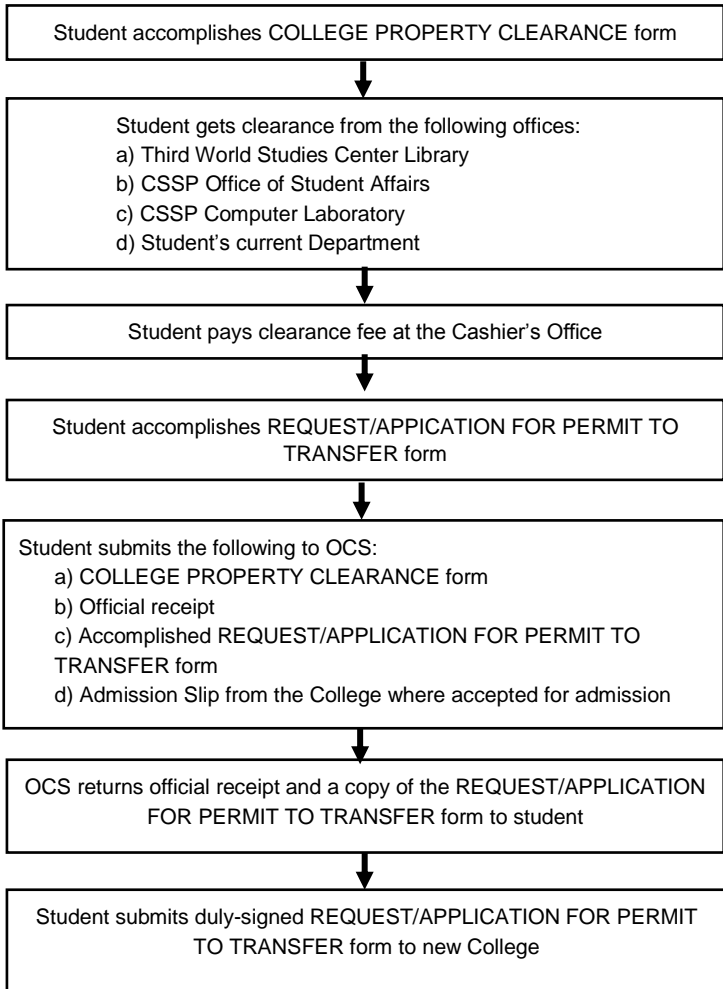 Student accomplishes COLLEGE PROPERTY CLEARANCE form
Student gets clearance from the following offices:
a) Third World Studies Center Library
b) CSSP Office of Student Affairs
c) CSSP Computer Laboratory
d) Student's current Department
Student pays clearance fee at the Cashier's Office
Student accomplishes REQUEST/APPICATION FOR PERMIT TO
TRANSFER form
Student submits the following to OCS:
a) COLLEGE PROPERTY CLEARANCE form
b) Official receipt
c) Accomplished REQUEST/APPLICATION FOR PERMIT TO
TRANSFER form
d) Admission Slip from the College where accepted for admission
OCS returns official receipt and a copy of the REQUEST/APPLICATION
FOR PERMIT TO TRANSFER form to student
Student submits duly-signed REQUEST/APPLICATION FOR PERMIT
TO TRANSFER form to new College